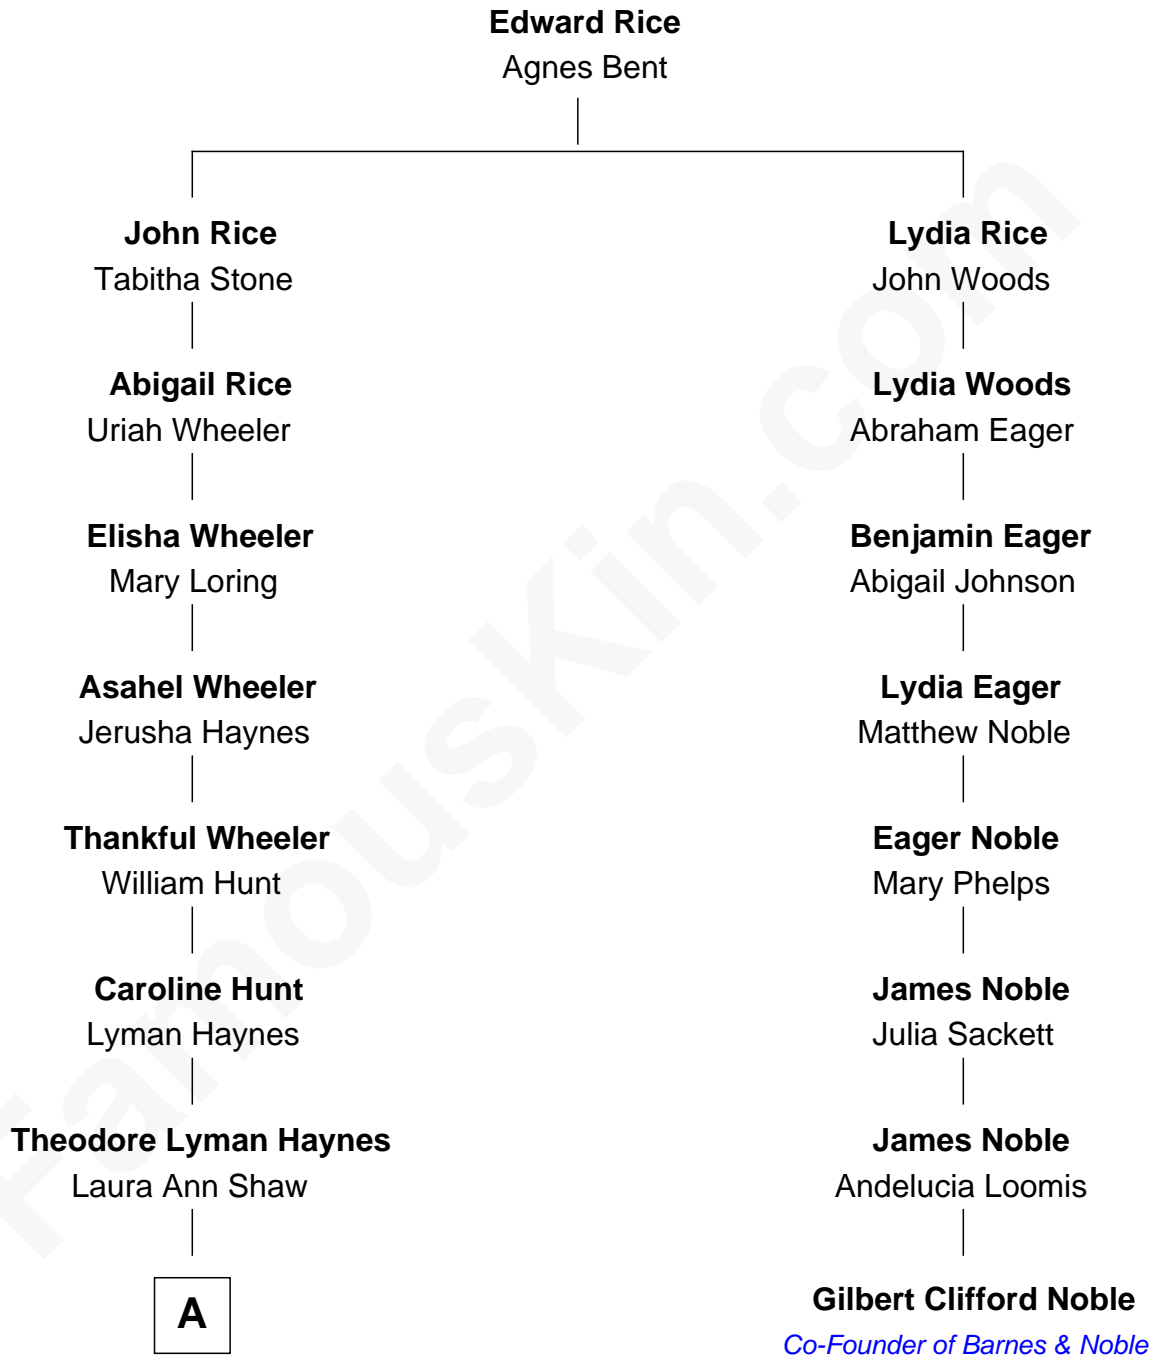 Edward Rice
Agnes Bent
John Rice
Tabitha Stone
Abigail Rice
Uriah Wheeler
Elisha Wheeler
Mary Loring
Asahel Wheeler
Jerusha Haynes
Thankful Wheeler
William Hunt
Caroline Hunt
Lyman Haynes
Theodore Lyman Haynes
Laura Ann Shaw
A
Lydia Rice
John Woods
Lydia Woods
Abraham Eager
Benjamin Eager
Abigail Johnson
Lydia Eager
Matthew Noble
Eager Noble
Mary Phelps
James Noble
Julia Sackett
James Noble
Andelucia Loomis
Gilbert Clifford Noble
Co-Founder of Barnes & Noble
FamousKin.com